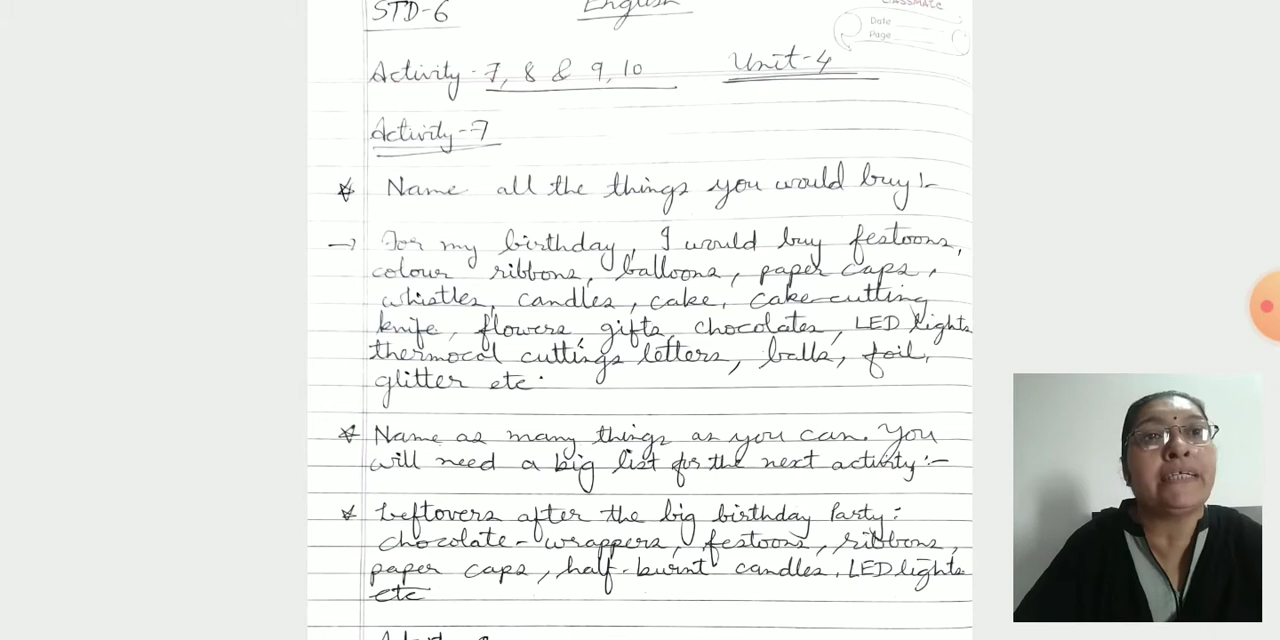 STD-6
English
CLASSMATE
Date
Page
Activity-7, 8 & 9, 10
Unit-4
Activity-7
Name all the things you would buy:-
→ For my birthday, I would buy festoons,
colour ribbons, balloons, paper caps,
whistles, candles, cake, cake cutting
knife, flowers, gifts, chocolates, LED lights
thermocal cuttings letters, balls, foil,
glitter etc.
Name as many things as you can. You
will need a big list for the next activity:-
Leftovers after the big birthday Party:
chocolate-wrappers, festoons, ribbons,
paper caps, half-burnt candles, LED lights
etc